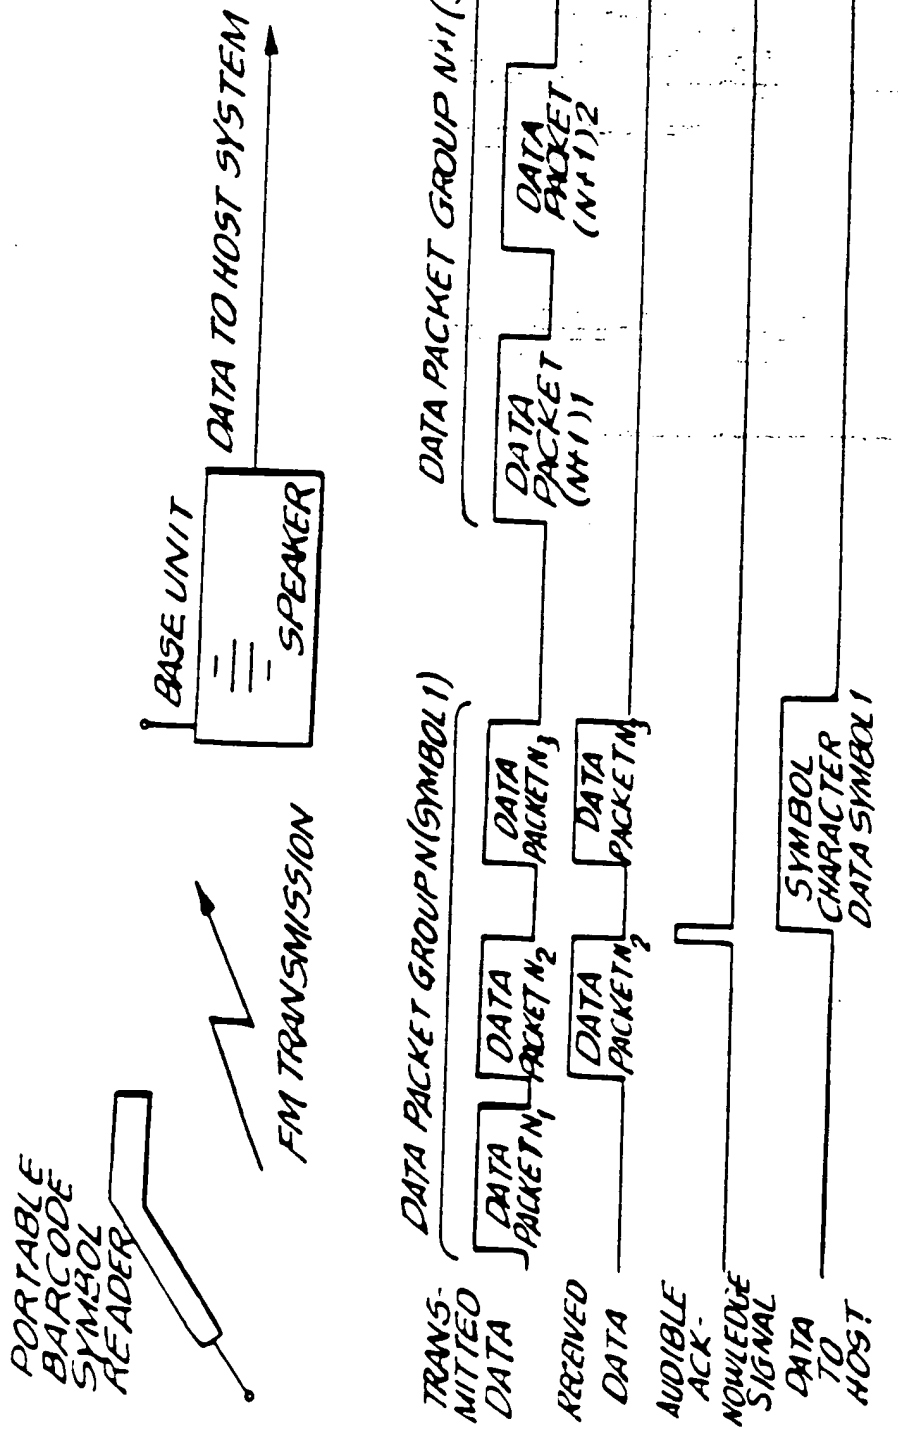 PORTABLE
BARCODE
SYMBOL
READER
FM TRANSMISSION
BASE UNIT
SPEAKER
DATA TO HOST SYSTEM
DATA PACKET GROUP N(SYMBOL 1)
DATA PACKET GROUP N+1(
TRANS-
MITTED
DATA
DATA
PACKET N1
DATA
PACKET N2
DATA
PACKET N3
DATA
PACKET
(N+1)1
DATA
PACKET
(N+1)2
RECEIVED
DATA
DATA
PACKET N2
DATA
PACKET N3
AUDIBLE
ACK-
NOWLEDGE
SIGNAL
DATA
TO
HOST
SYMBOL
CHARACTER
DATA SYMBOL 1